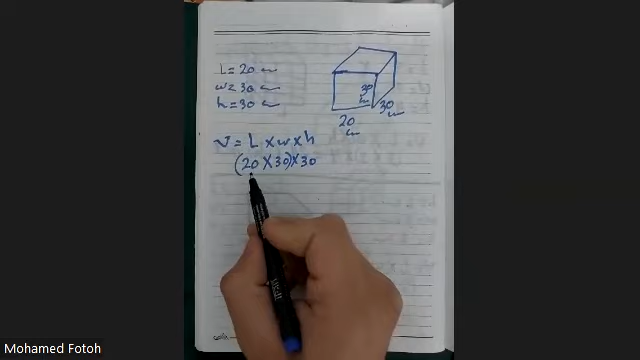 L = 20 cm
w = 30 cm
h = 30 cm
30
cm
30
cm
20
cm
V = L × w × h
(20 × 30) × 30
Mohamed Fotoh